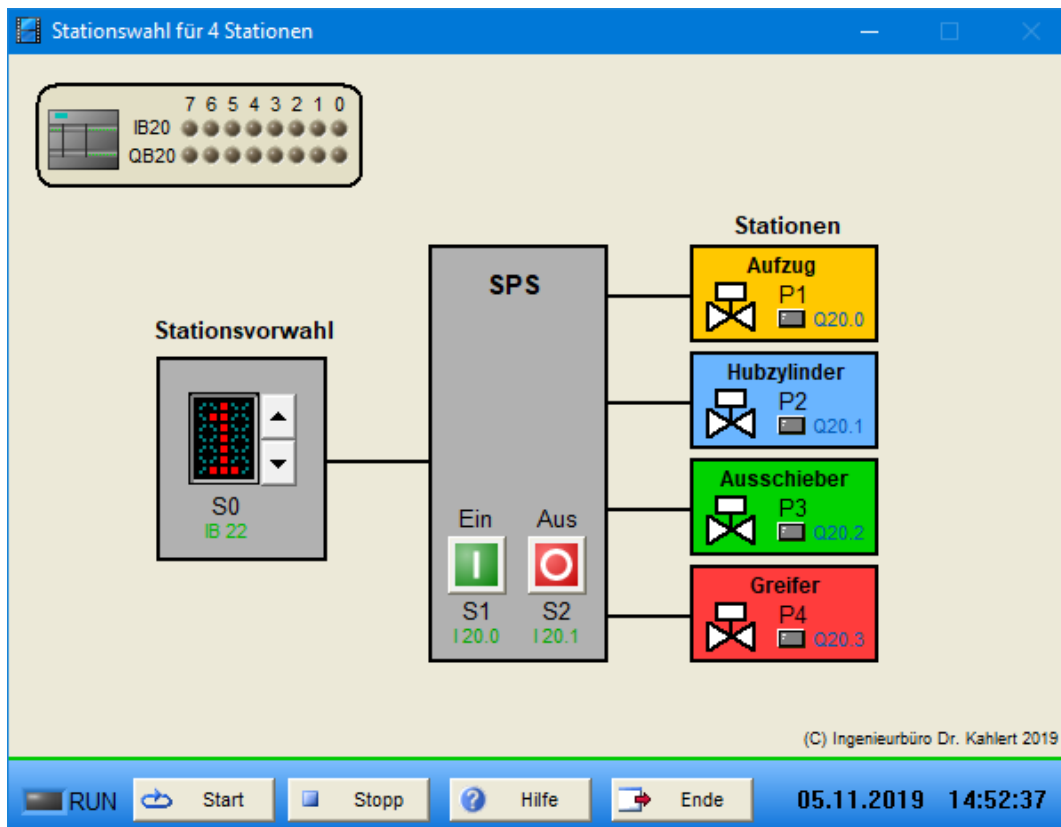 Stationswahl für 4 Stationen
7 6 5 4 3 2 1 0
IB20
QB20
Stationen
SPS
Aufzug
P1
Q20.0
Stationsvorwahl
Hubzylinder
P2
Q20.1
1
S0
IB 22
Ausschieber
P3
Q20.2
Ein Aus
S1 S2
I 20.0 I 20.1
Greifer
P4
Q20.3
(C) Ingenieurbüro Dr. Kahlert 2019
RUN Start Stopp Hilfe Ende 05.11.2019 14:52:37